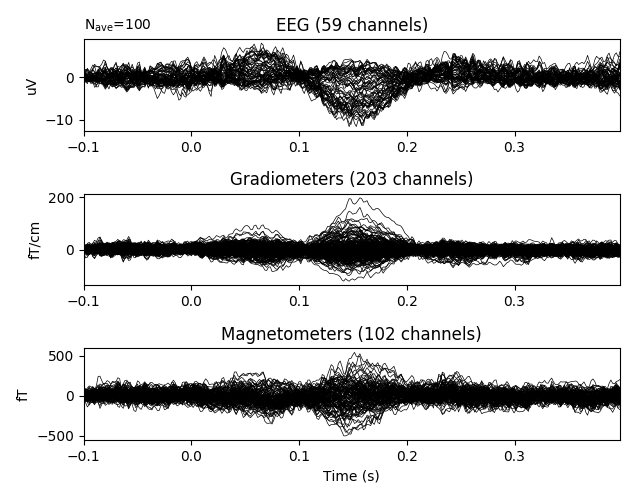 N_ave=100
EEG (59 channels)
0
−10
uV
−0.1 0.0 0.1 0.2 0.3
Gradiometers (203 channels)
200
0
fT/cm
−0.1 0.0 0.1 0.2 0.3
Magnetometers (102 channels)
500
0
−500
fT
−0.1 0.0 0.1 0.2 0.3
Time (s)